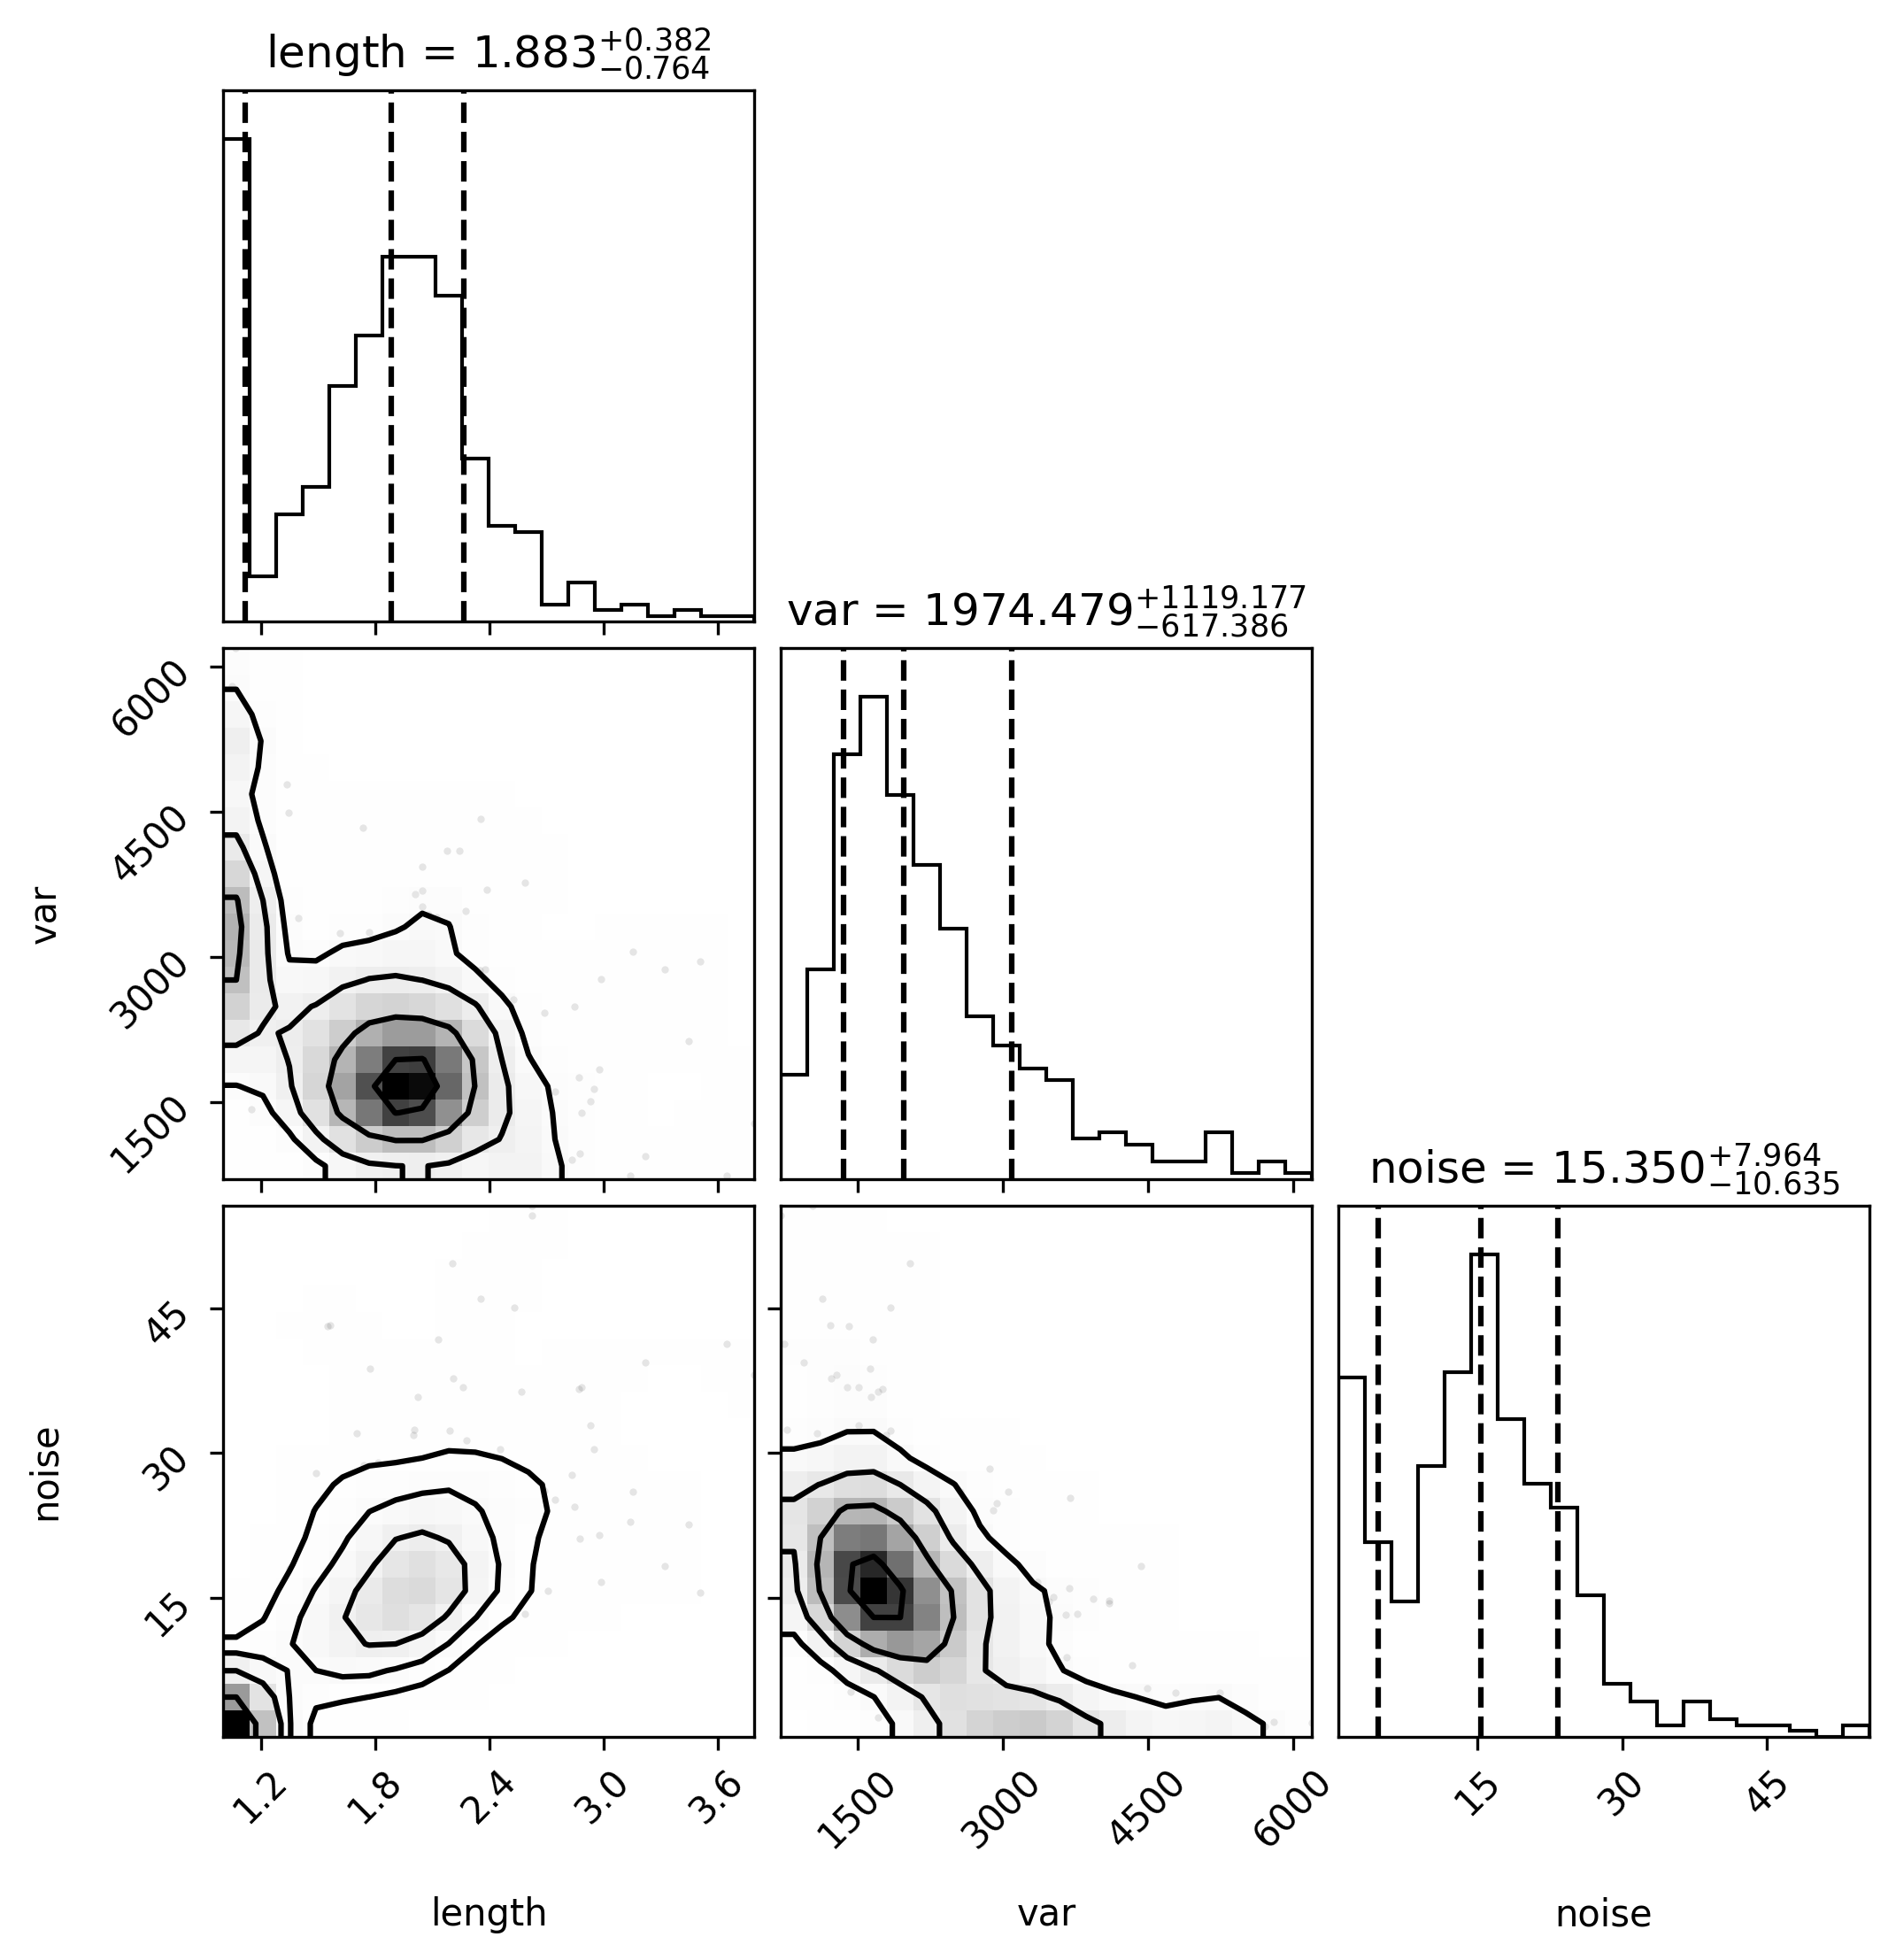 length = 1.883 +0.382 −0.764
var = 1974.479 +1119.177 −617.386
6000
4500
3000
1500
var
noise = 15.350 +7.964 −10.635
45
30
15
noise
1.2 1.8 2.4 3.0 3.6 1500 3000 4500 6000 15 30 45
length var noise